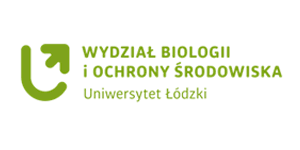 WYDZIAŁ BIOLOGII
i OCHRONY ŚRODOWISKA
Uniwersytet Łódzki